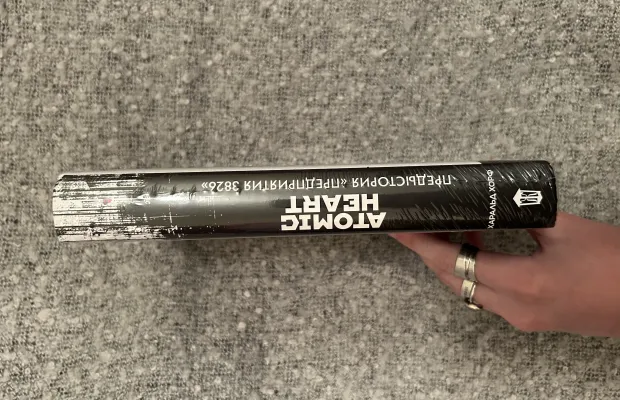 ХАРАЛЬД ХОРФ
ATOMIC
HEART
ПРЕДЫСТОРИЯ «ПРЕДПРИЯТИЯ 3826»